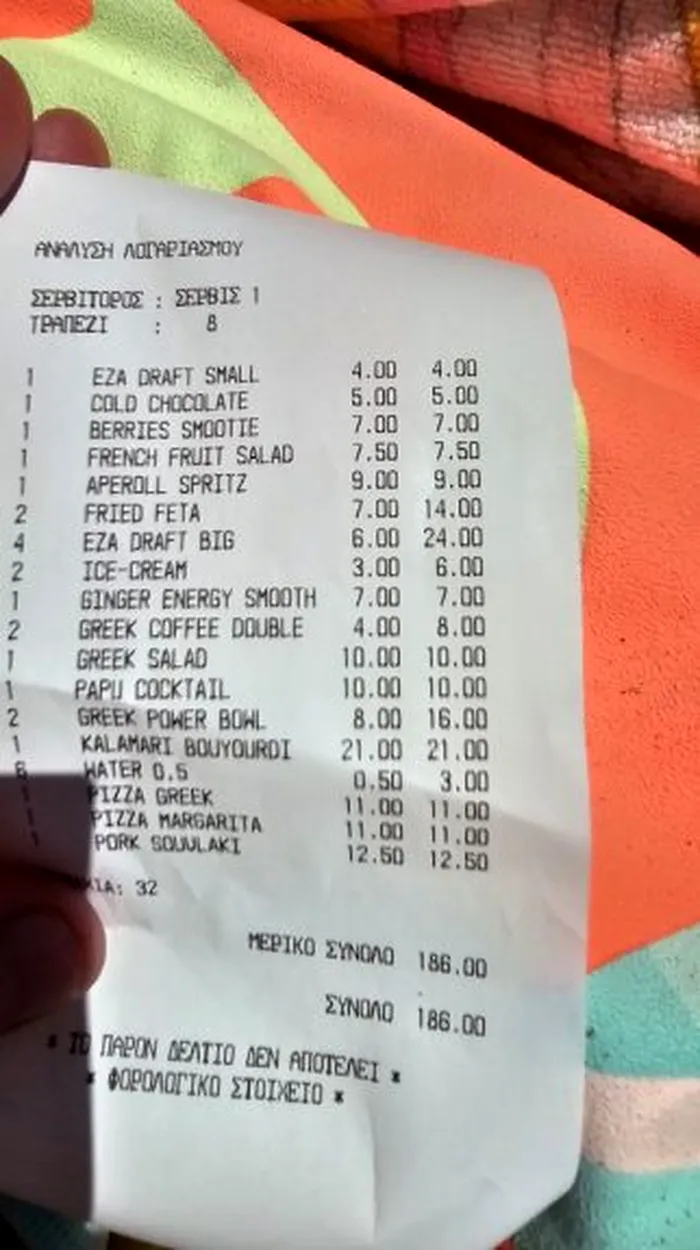 ΑΝΑΛΥΣΗ ΛΟΓΑΡΙΑΣΜΟΥ
ΣΕΡΒΙΤΟΡΟΣ : ΣΕΡΒΙΣ 1
ΤΡΑΠΕΖΙ : 8
1 EZA DRAFT SMALL 4.00 4.00
1 COLD CHOCOLATE 5.00 5.00
1 BERRIES SMOOTIE 7.00 7.00
1 FRENCH FRUIT SALAD 7.50 7.50
1 APEROLL SPRITZ 9.00 9.00
2 FRIED FETA 7.00 14.00
4 EZA DRAFT BIG 6.00 24.00
2 ICE-CREAM 3.00 6.00
1 GINGER ENERGY SMOOTH 7.00 7.00
2 GREEK COFFEE DOUBLE 4.00 8.00
1 GREEK SALAD 10.00 10.00
1 PAPU COCKTAIL 10.00 10.00
2 GREEK POWER BOWL 8.00 16.00
1 KALAMARI BOUYOURDI 21.00 21.00
6 WATER 0.5 0.50 3.00
1 PIZZA GREEK 11.00 11.00
1 PIZZA MARGARITA 11.00 11.00
1 PORK SOUVLAKI 12.50 12.50
32
ΜΕΡΙΚΟ ΣΥΝΟΛΟ 186.00
ΣΥΝΟΛΟ 186.00
* ΤΟ ΠΑΡΟΝ ΔΕΛΤΙΟ ΔΕΝ ΑΠΟΤΕΛΕΙ *
* ΦΟΡΟΛΟΓΙΚΟ ΣΤΟΙΧΕΙΟ *